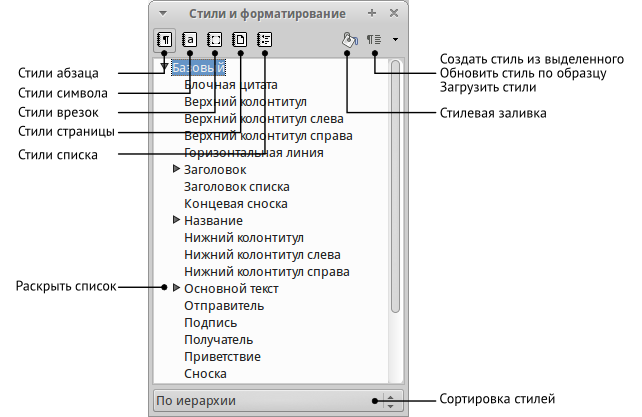 Стили и форматирование
Стили абзаца
Стили символа
Стили врезок
Стили страницы
Стили списка
Создать стиль из выделенного
Обновить стиль по образцу
Загрузить стили
Стилевая заливка
Базовый
Блочная цитата
Верхний колонтитул
Верхний колонтитул слева
Верхний колонтитул справа
Горизонтальная линия
Заголовок
Заголовок списка
Концевая сноска
Название
Нижний колонтитул
Нижний колонтитул слева
Нижний колонтитул справа
Раскрыть список
Основной текст
Отправитель
Подпись
Получатель
Приветствие
Сноска
По иерархии
Сортировка стилей